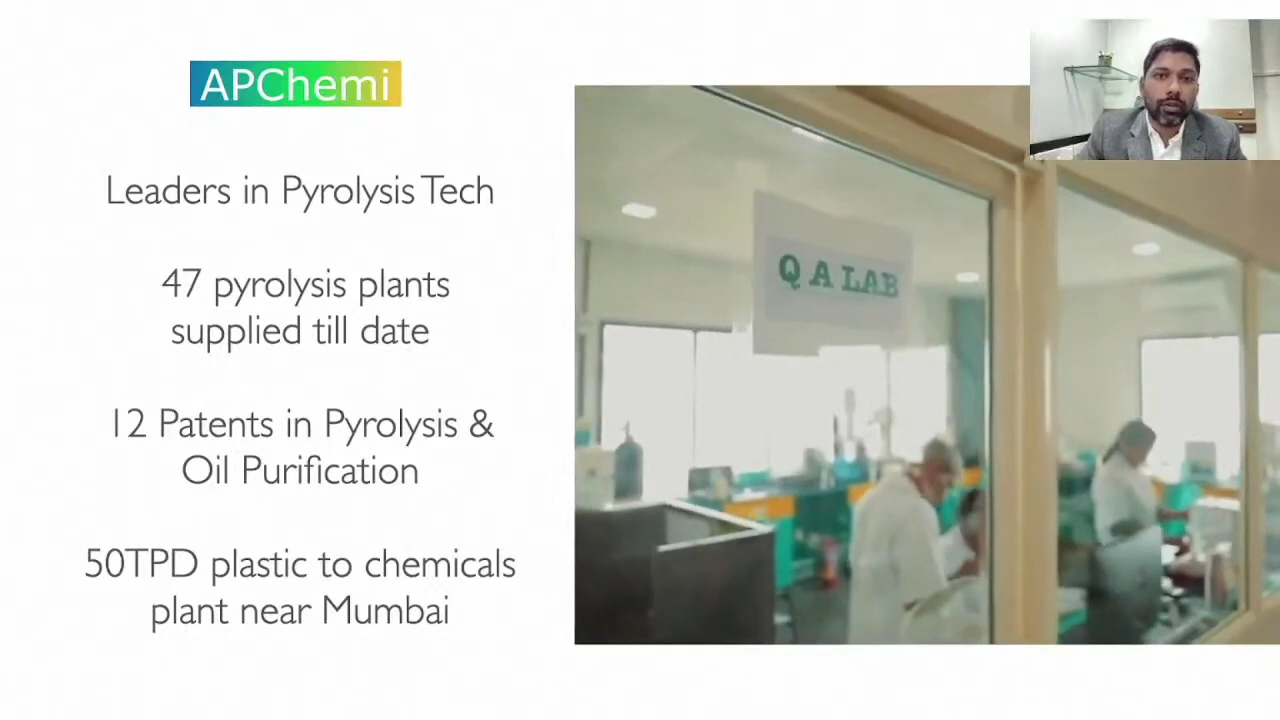 APChemi
Leaders in Pyrolysis Tech
47 pyrolysis plants
supplied till date
12 Patents in Pyrolysis &
Oil Purification
50TPD plastic to chemicals
plant near Mumbai
Q A LAB